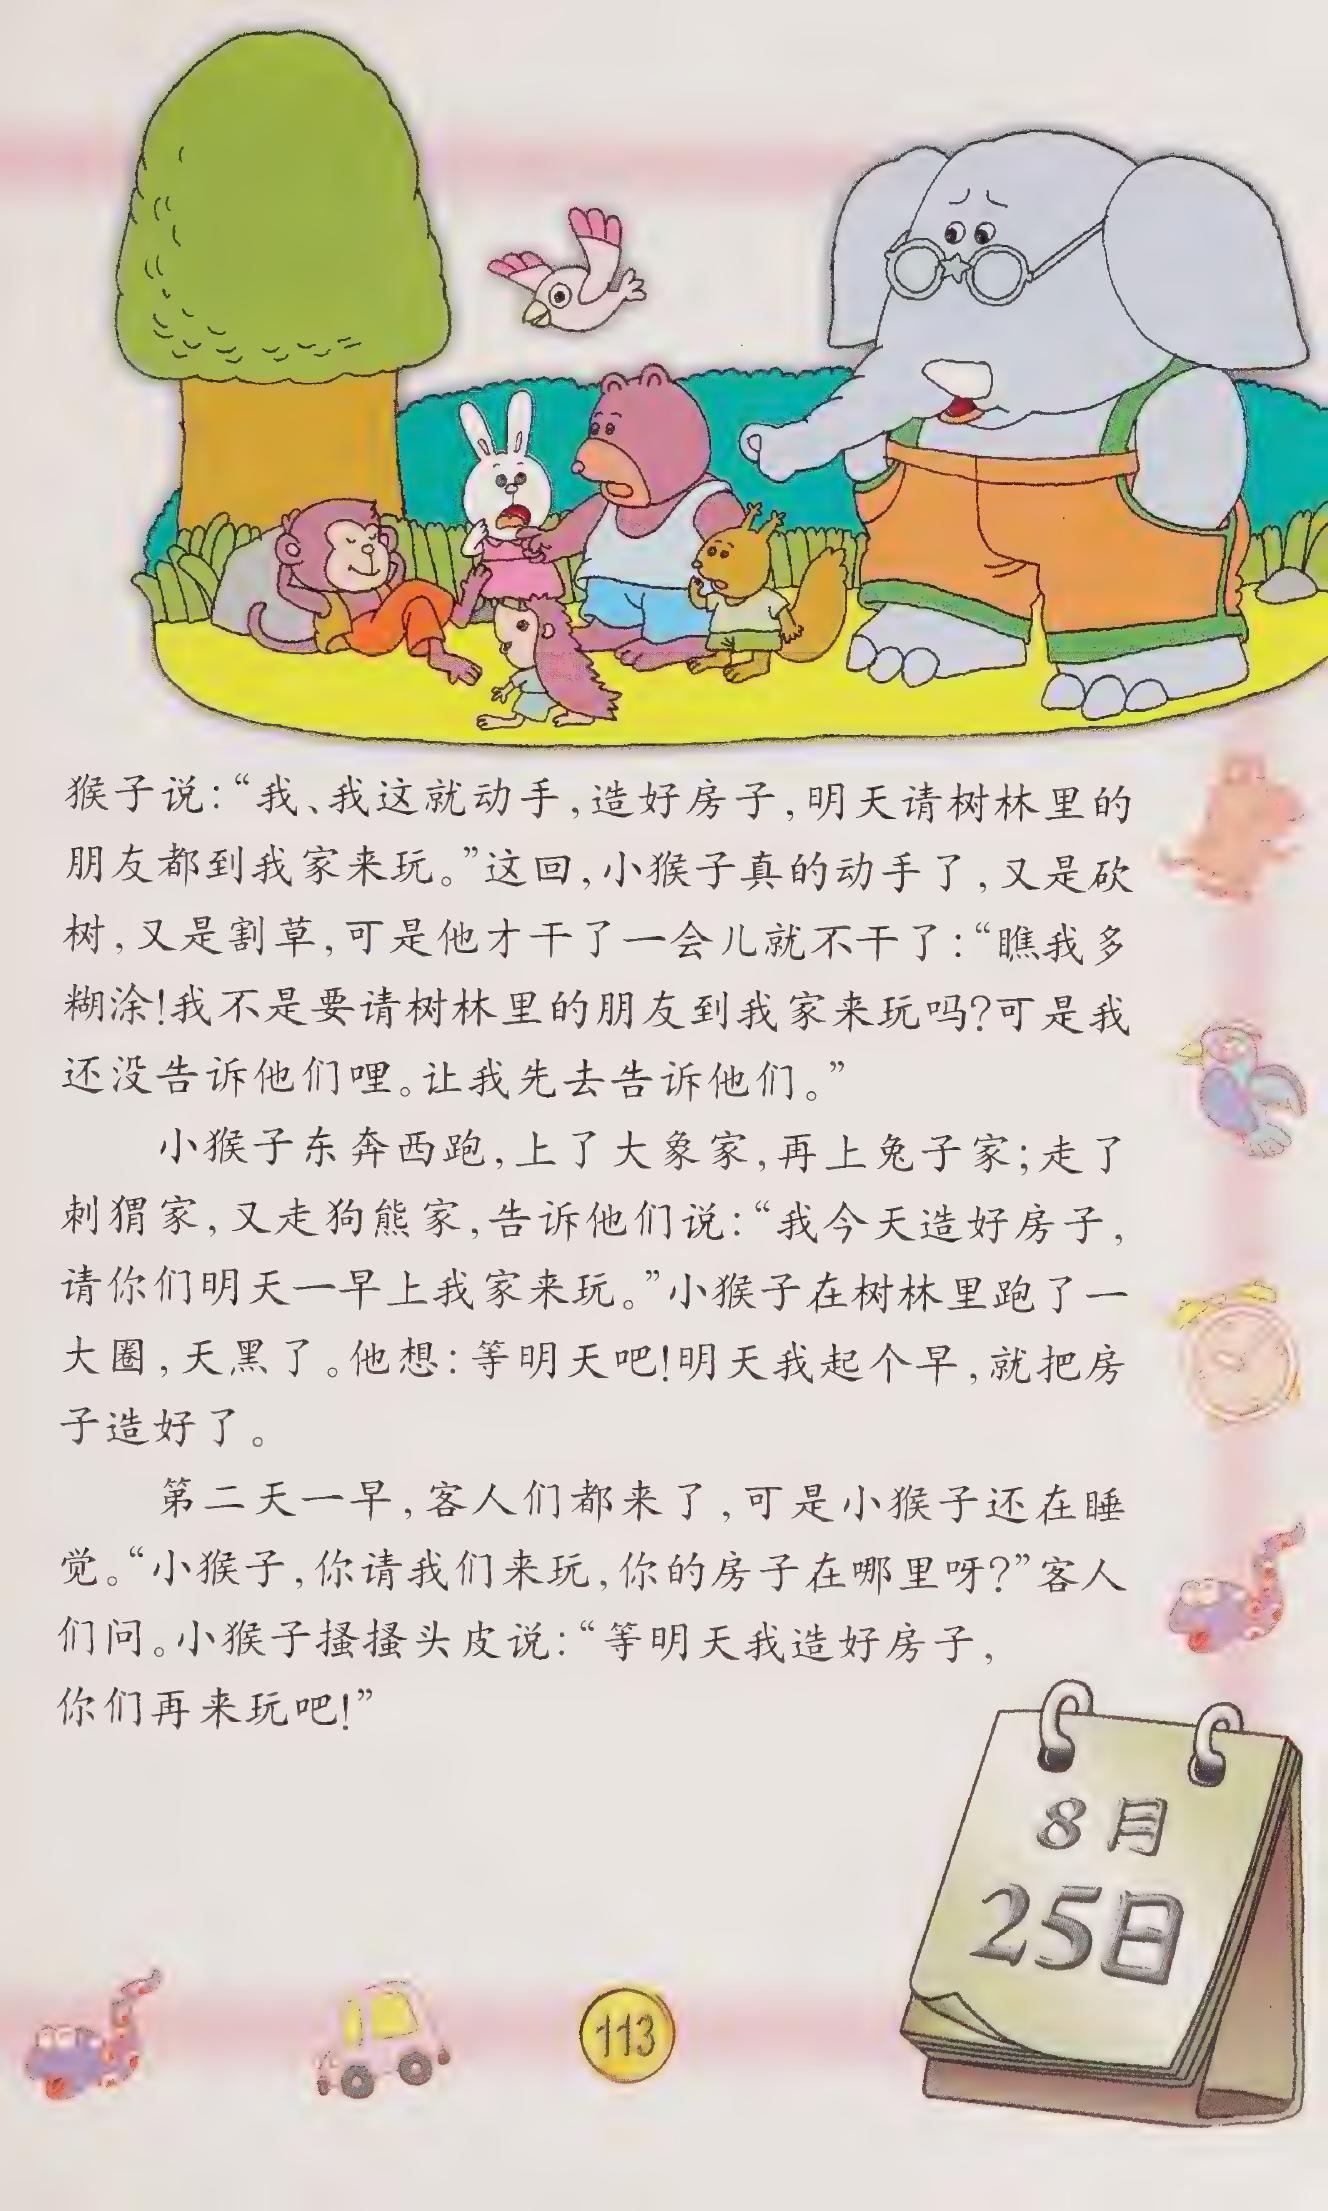 猴子说:“我、我这就动手,造好房子,明天请树林里的
朋友都到我家来玩。”这回,小猴子真的动手了,又是砍
树,又是割草,可是他才干了一会儿就不干了:“瞧我多
糊涂!我不是要请树林里的朋友到我家来玩吗?可是我
还没告诉他们哩。让我先去告诉他们。”
小猴子东奔西跑,上了大象家,再上兔子家;走了
刺猬家,又走狗熊家,告诉他们说:“我今天造好房子,
请你们明天一早上我家来玩。”小猴子在树林里跑了一
大圈,天黑了。他想:等明天吧!明天我起个早,就把房
子造好了。
第二天一早,客人们都来了,可是小猴子还在睡
觉。“小猴子,你请我们来玩,你的房子在哪里呀?”客人
们问。小猴子搔搔头皮说:“等明天我造好房子,
你们再来玩吧!”
8月
25日
113